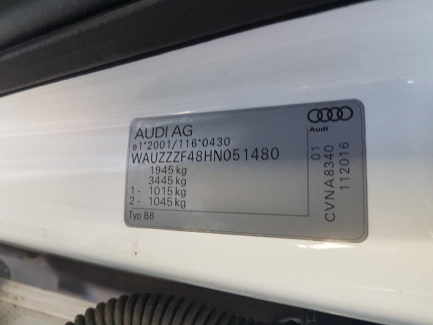 AUDI AG
e1*2001/116*0430
WAUZZZF48HN051480
1945 kg
3445 kg
1- 1015 kg
2- 1045 kg
Typ B8
Audi
CVNA8340 01
112016